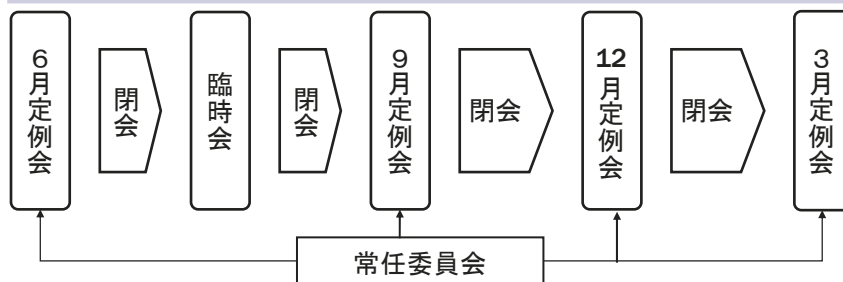 6月定例会
閉会
臨時会
閉会
9月定例会
閉会
12月定例会
閉会
3月定例会
常任委員会